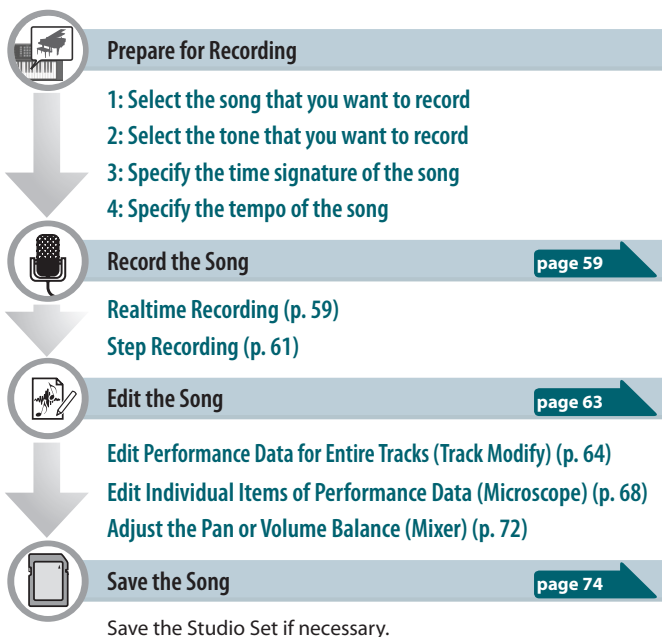 Prepare for Recording
1: Select the song that you want to record
2: Select the tone that you want to record
3: Specify the time signature of the song
4: Specify the tempo of the song
Record the Song page 59
Realtime Recording (p. 59)
Step Recording (p. 61)
Edit the Song page 63
Edit Performance Data for Entire Tracks (Track Modify) (p. 64)
Edit Individual Items of Performance Data (Microscope) (p. 68)
Adjust the Pan or Volume Balance (Mixer) (p. 72)
Save the Song page 74
Save the Studio Set if necessary.